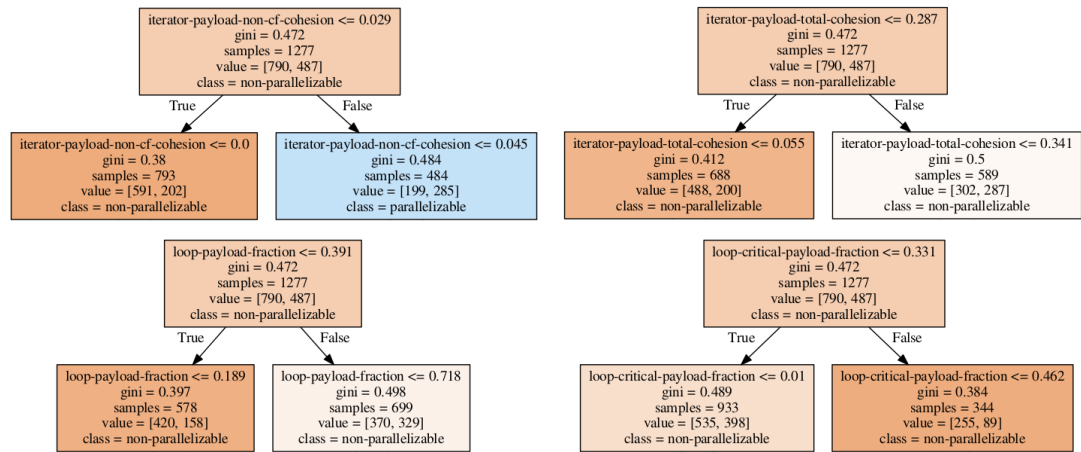 iterator-payload-non-cf-cohesion <= 0.029
gini = 0.472
samples = 1277
value = [790, 487]
class = non-parallelizable
True
False
iterator-payload-non-cf-cohesion <= 0.0
gini = 0.38
samples = 793
value = [591, 202]
class = non-parallelizable
iterator-payload-non-cf-cohesion <= 0.045
gini = 0.484
samples = 484
value = [199, 285]
class = parallelizable
iterator-payload-total-cohesion <= 0.287
gini = 0.472
samples = 1277
value = [790, 487]
class = non-parallelizable
True
False
iterator-payload-total-cohesion <= 0.055
gini = 0.412
samples = 688
value = [488, 200]
class = non-parallelizable
iterator-payload-total-cohesion <= 0.341
gini = 0.5
samples = 589
value = [302, 287]
class = non-parallelizable
loop-payload-fraction <= 0.391
gini = 0.472
samples = 1277
value = [790, 487]
class = non-parallelizable
True
False
loop-payload-fraction <= 0.189
gini = 0.397
samples = 578
value = [420, 158]
class = non-parallelizable
loop-payload-fraction <= 0.718
gini = 0.498
samples = 699
value = [370, 329]
class = non-parallelizable
loop-critical-payload-fraction <= 0.331
gini = 0.472
samples = 1277
value = [790, 487]
class = non-parallelizable
True
False
loop-critical-payload-fraction <= 0.01
gini = 0.489
samples = 933
value = [535, 398]
class = non-parallelizable
loop-critical-payload-fraction <= 0.462
gini = 0.384
samples = 344
value = [255, 89]
class = non-parallelizable